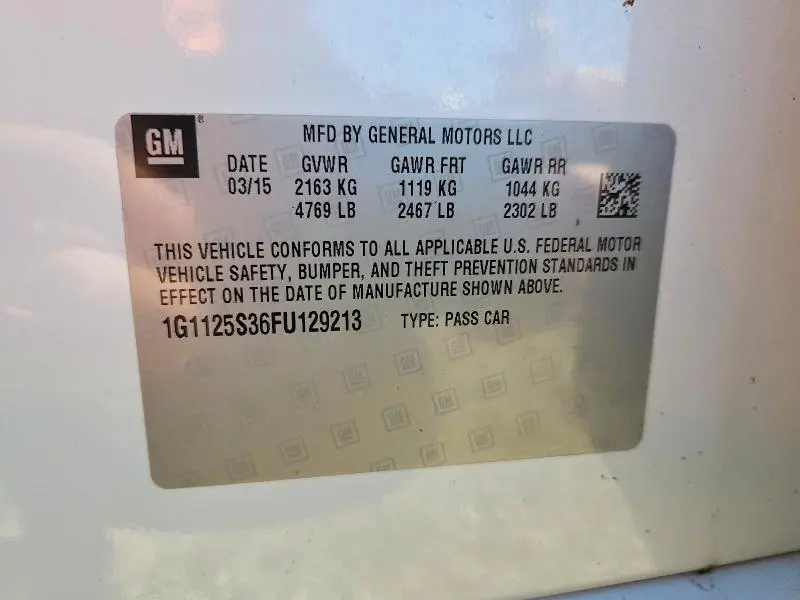 GM ®
MFD BY GENERAL MOTORS LLC
DATE GVWR GAWR FRT GAWR RR
03/15 2163 KG 1119 KG 1044 KG
4769 LB 2467 LB 2302 LB
THIS VEHICLE CONFORMS TO ALL APPLICABLE U.S. FEDERAL MOTOR
VEHICLE SAFETY, BUMPER, AND THEFT PREVENTION STANDARDS IN
EFFECT ON THE DATE OF MANUFACTURE SHOWN ABOVE.
1G1125S36FU129213 TYPE: PASS CAR